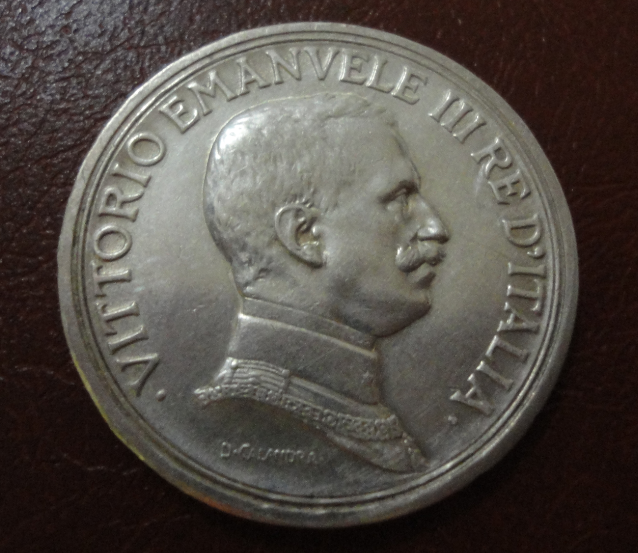 · VITTORIO EMANVELE III RE D'ITALIA ·
D·CALANDRA